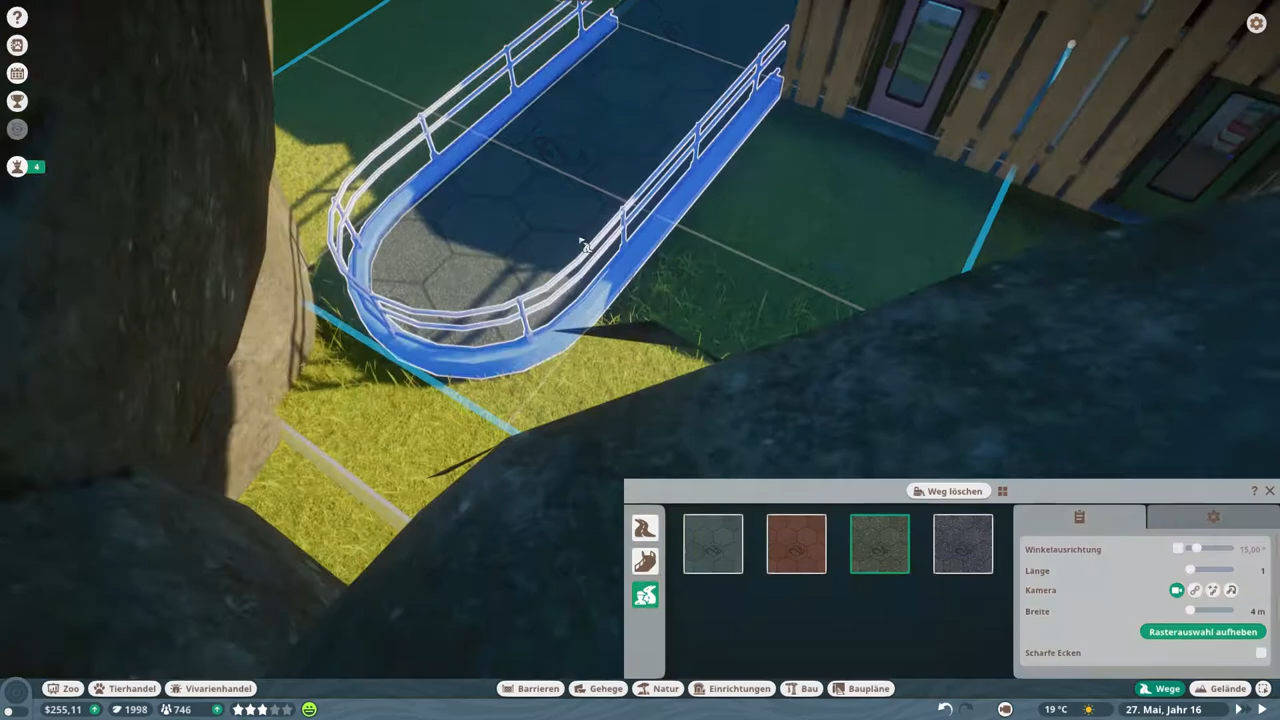 ?
4
Weg löschen
?
Winkelausrichtung 15,00 °
Länge 1
Kamera
Breite 4 m
Rasterauswahl aufheben
Scharfe Ecken
Zoo Tierhandel Vivarienhandel Barrieren Gehege Natur Einrichtungen Bau Baupläne Wege Gelände
$255,11 1998 746 19 °C 27. Mai, Jahr 16